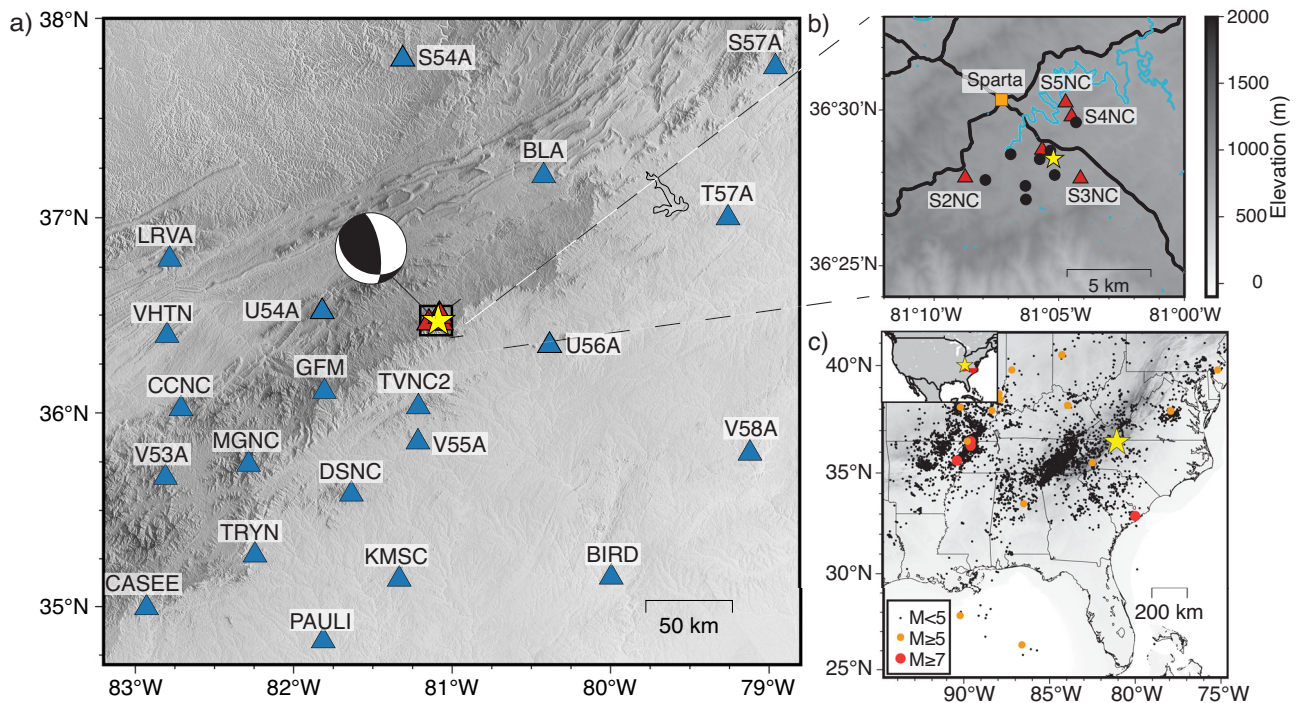 a)
38°N
37°N
36°N
35°N
83°W
82°W
81°W
80°W
79°W
S54A
S57A
BLA
T57A
LRVA
VHTN
U54A
U56A
GFM
CCNC
TVNC2
V53A
MGNC
V55A
V58A
DSNC
TRYN
KMSC
BIRD
CASEE
PAULI
50 km
b)
Sparta
S5NC
S4NC
S2NC
S3NC
36°30'N
36°25'N
81°10'W
81°05'W
81°00'W
5 km
2000
1500
1000
500
0
Elevation (m)
c)
40°N
35°N
30°N
25°N
90°W
85°W
80°W
75°W
200 km
M<5
M≥5
M≥7